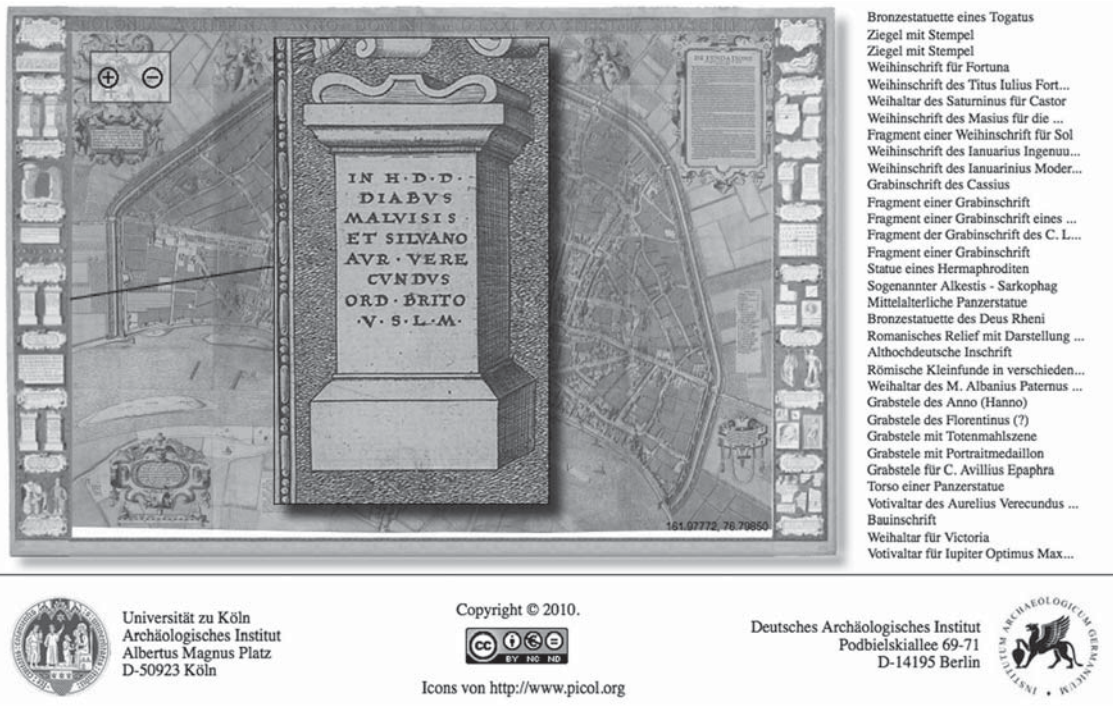 IN H·D·D·
DIABVS
MALVISIS·
ET SILVANO
AVR·VERE
CVNDVS
ORD·BRITO
·V·S·L·M·
161.97772, 76.79850
Bronzestatuette eines Togatus
Ziegel mit Stempel
Ziegel mit Stempel
Weihinschrift für Fortuna
Weihinschrift des Titus Iulius Fort...
Weihaltar des Saturninus für Castor
Weihinschrift des Masius für die ...
Fragment einer Weihinschrift für Sol
Weihinschrift des Ianuarius Ingenuu...
Weihinschrift des Ianuarinius Moder...
Grabinschrift des Cassius
Fragment einer Grabinschrift
Fragment einer Grabinschrift eines ...
Fragment der Grabinschrift des C. L...
Fragment einer Grabinschrift
Statue eines Hermaphroditen
Sogenannter Alkestis - Sarkophag
Mittelalterliche Panzerstatue
Bronzestatuette des Deus Rheni
Romanisches Relief mit Darstellung ...
Althochdeutsche Inschrift
Römische Kleinfunde in verschieden...
Weihaltar des M. Albanius Paternus ...
Grabstele des Anno (Hanno)
Grabstele des Florentinus (?)
Grabstele mit Totenmahlszene
Grabstele mit Portraitmedaillon
Grabstele für C. Avillius Epaphra
Torso einer Panzerstatue
Votivaltar des Aurelius Verecundus ...
Bauinschrift
Weihaltar für Victoria
Votivaltar für Iupiter Optimus Max...
Universität zu Köln
Archäologisches Institut
Albertus Magnus Platz
D-50923 Köln
Copyright © 2010.
cc
BY NC ND
Icons von http://www.picol.org
Deutsches Archäologisches Institut
Podbielskiallee 69-71
D-14195 Berlin
INSTITUTUM ARCHAEOLOGICUM GERMANICUM